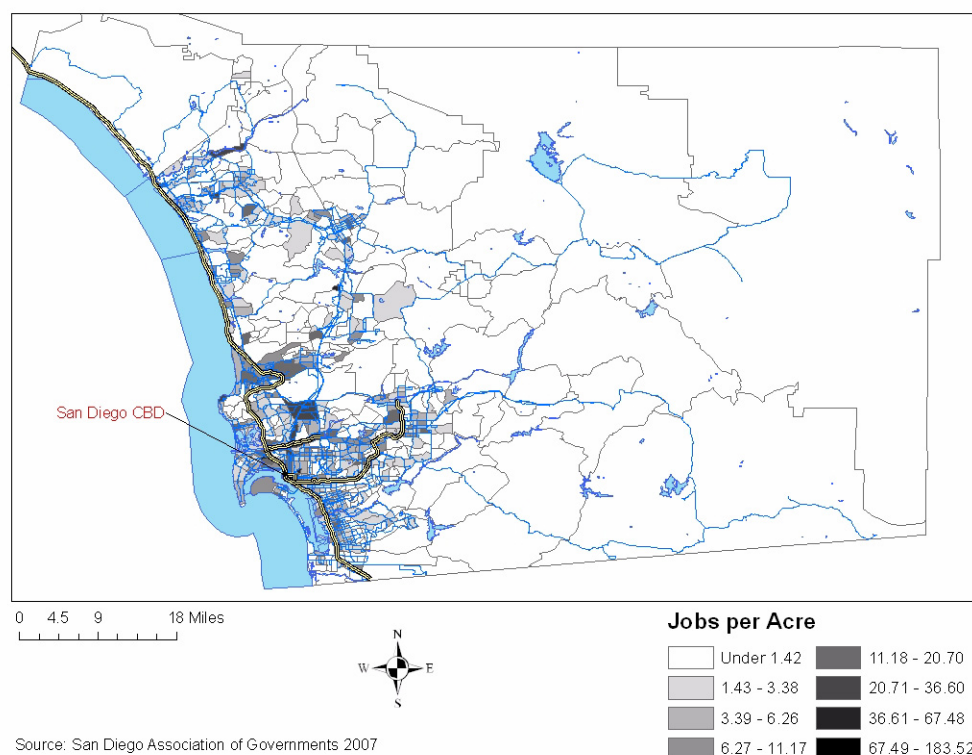 San Diego CBD
0 4.5 9 18 Miles
N
W E
S
Jobs per Acre
Under 1.42
1.43 - 3.38
3.39 - 6.26
6.27 - 11.17
11.18 - 20.70
20.71 - 36.60
36.61 - 67.48
67.49 - 183.52
Source: San Diego Association of Governments 2007